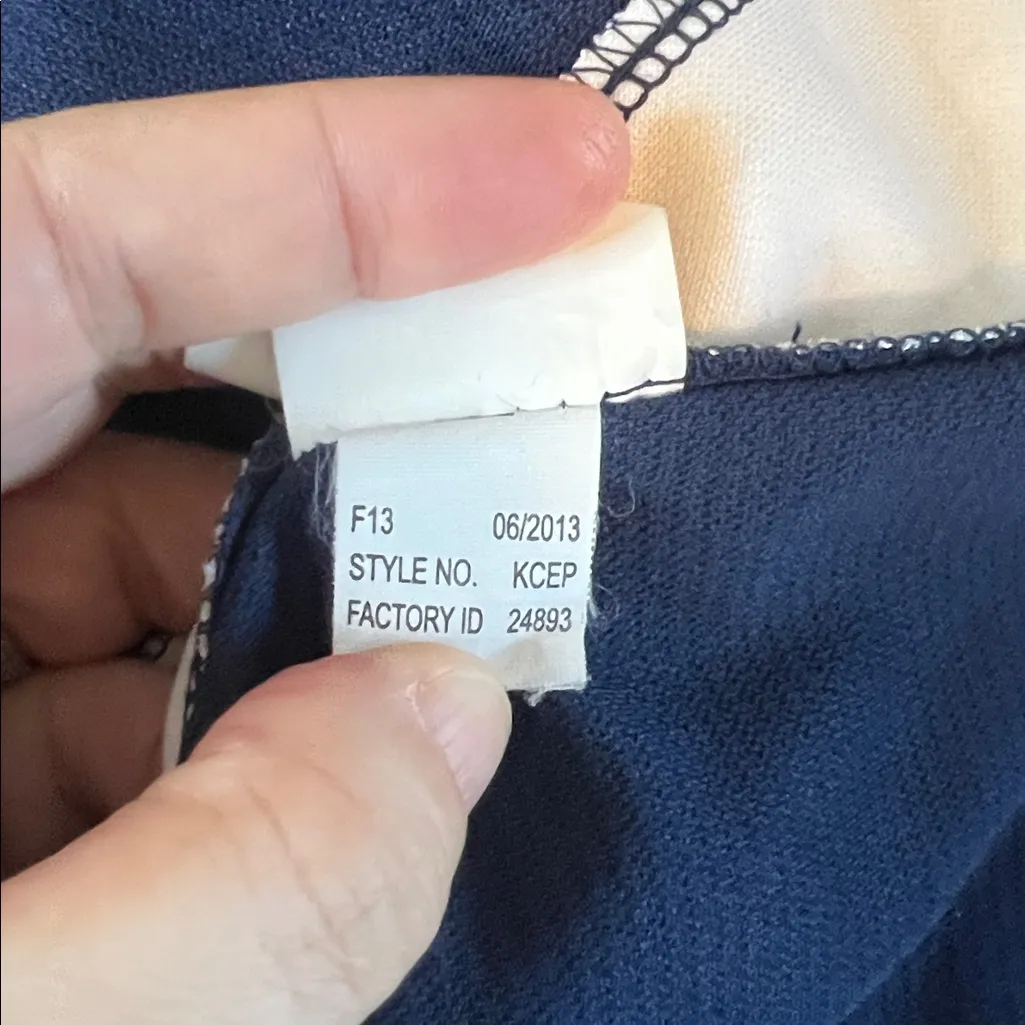 F13 06/2013
STYLE NO. KCEP
FACTORY ID 24893